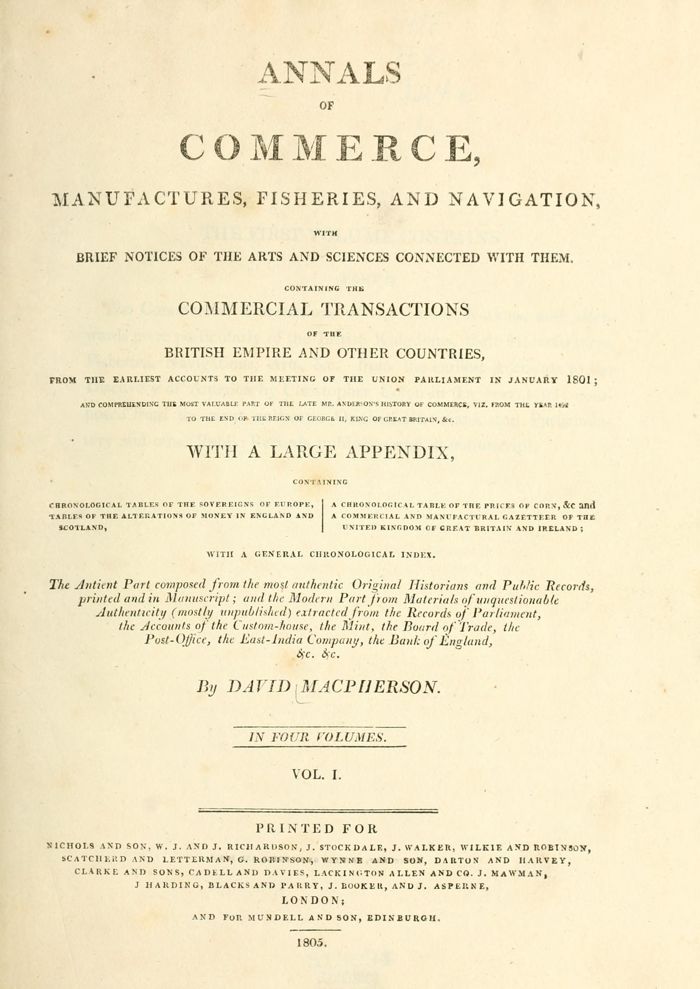 ANNALS
OF
COMMERCE,
MANUFACTURES, FISHERIES, AND NAVIGATION,
WITH
BRIEF NOTICES OF THE ARTS AND SCIENCES CONNECTED WITH THEM.
CONTAINING THE
COMMERCIAL TRANSACTIONS
OF THE
BRITISH EMPIRE AND OTHER COUNTRIES,
FROM THE EARLIEST ACCOUNTS TO THE MEETING OF THE UNION PARLIAMENT IN JANUARY 1801;
AND COMPREHENDING THE MOST VALUABLE PART OF THE LATE MR. ANDERSON'S HISTORY OF COMMERCE, VIZ. FROM THE YEAR 1492
TO THE END OF THE REIGN OF GEORGE II, KING OF GREAT BRITAIN, &c.
WITH A LARGE APPENDIX,
CONTAINING
CHRONOLOGICAL TABLES OF THE SOVEREIGNS OF EUROPE,
TABLES OF THE ALTERATIONS OF MONEY IN ENGLAND AND
SCOTLAND,
A CHRONOLOGICAL TABLE OF THE PRICES OF CORN, &c and
A COMMERCIAL AND MANUFACTURAL GAZETTEER OF THE
UNITED KINGDOM OF GREAT BRITAIN AND IRELAND;
WITH A GENERAL CHRONOLOGICAL INDEX.
The Antient Part composed from the most authentic Original Historians and Public Records,
printed and in Manuscript; and the Modern Part from Materials of unquestionable
Authenticity (mostly unpublished) extracted from the Records of Parliament,
the Accounts of the Custom-house, the Mint, the Board of Trade, the
Post-Office, the East-India Company, the Bank of England,
&c. &c.
By DAVID MACPHERSON.
IN FOUR VOLUMES.
VOL. I.
PRINTED FOR
NICHOLS AND SON, W. J. AND J. RICHARDSON, J. STOCKDALE, J. WALKER, WILKIE AND ROBINSON,
SCATCHERD AND LETTERMAN, G. ROBINSON, WYNNE AND SON, DARTON AND HARVEY,
CLARKE AND SONS, CADELL AND DAVIES, LACKINGTON ALLEN AND CO. J. MAWMAN,
J HARDING, BLACKS AND PARRY, J. BOOKER, AND J. ASPERNE,
LONDON;
AND FOR MUNDELL AND SON, EDINBURGH.
1805.